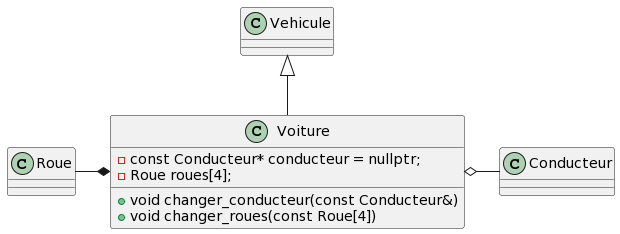 C Vehicule
C Voiture
const Conducteur* conducteur = nullptr;
Roue roues[4];
void changer_conducteur(const Conducteur&)
void changer_roues(const Roue[4])
C Roue
C Conducteur